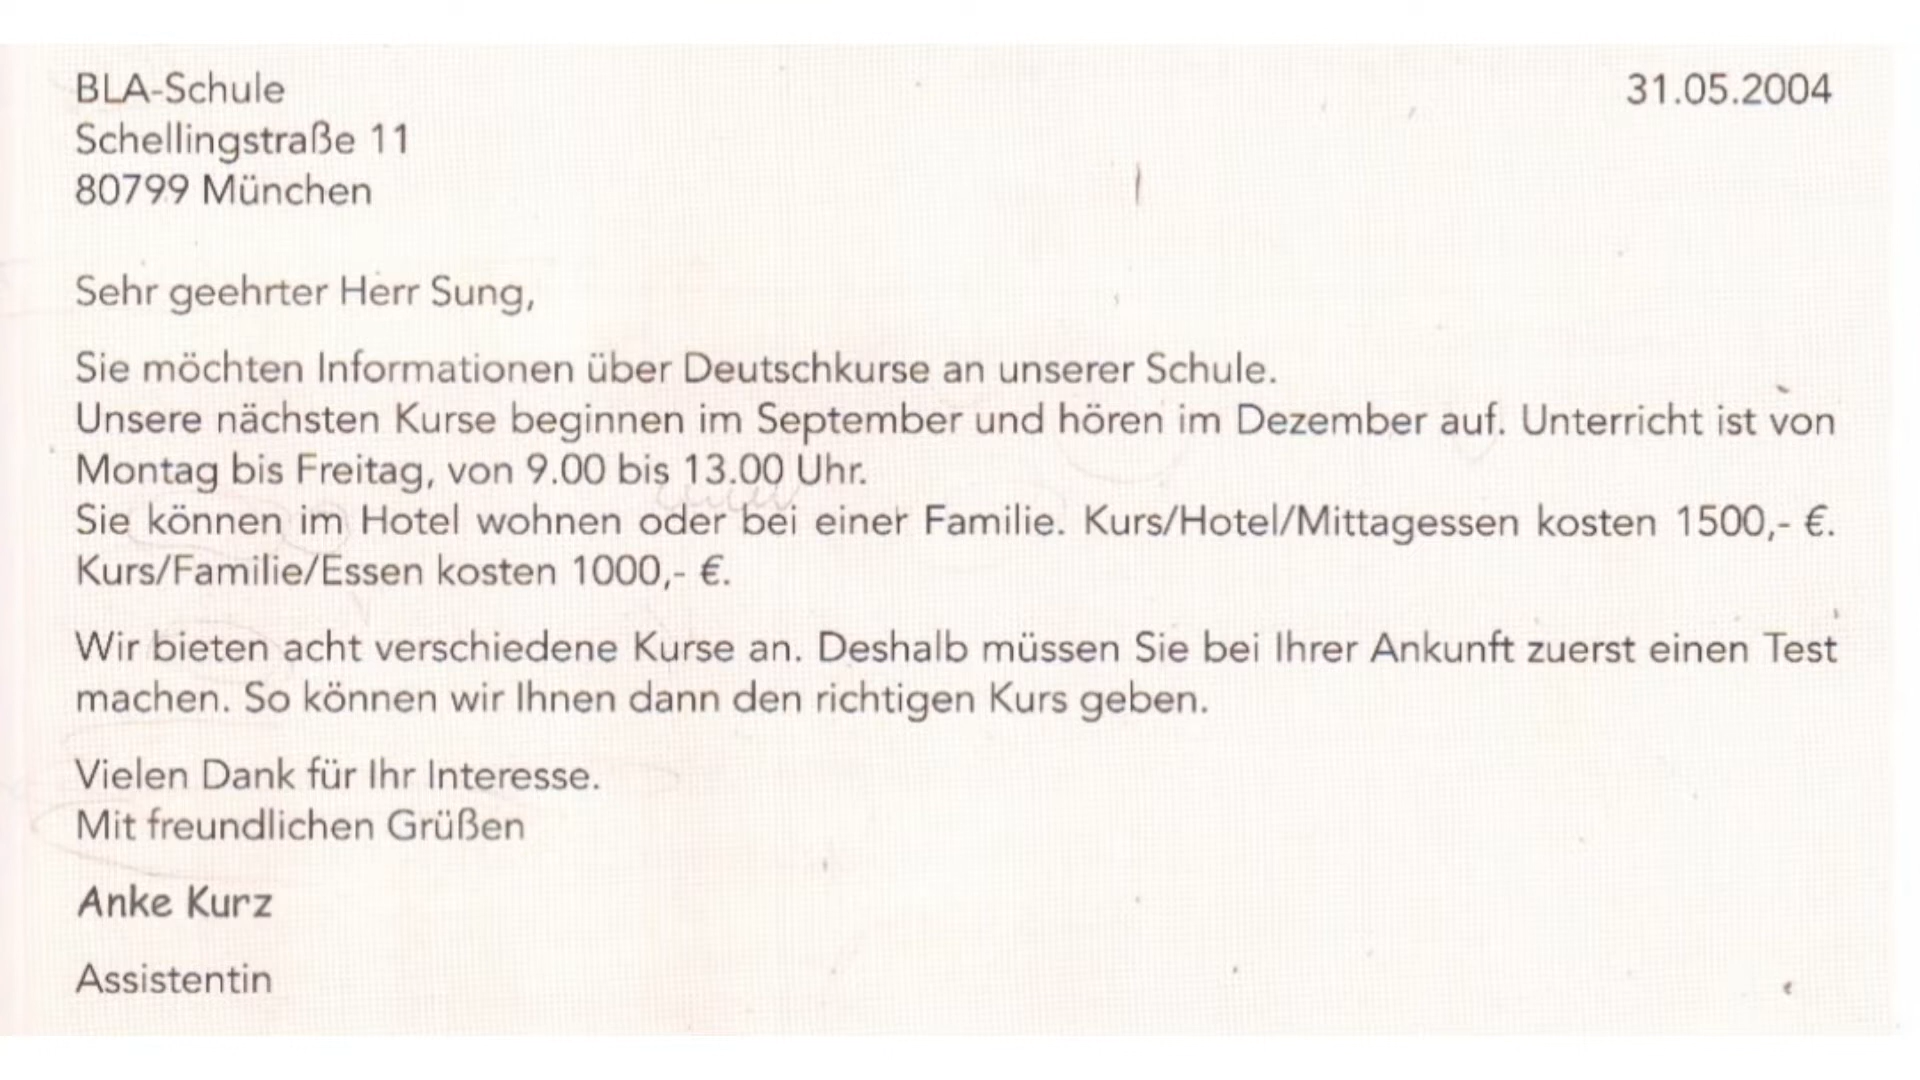 BLA-Schule
31.05.2004
Schellingstraße 11
80799 München
Sehr geehrter Herr Sung,
Sie möchten Informationen über Deutschkurse an unserer Schule.
Unsere nächsten Kurse beginnen im September und hören im Dezember auf. Unterricht ist von
Montag bis Freitag, von 9.00 bis 13.00 Uhr.
Sie können im Hotel wohnen oder bei einer Familie. Kurs/Hotel/Mittagessen kosten 1500,- €.
Kurs/Familie/Essen kosten 1000,- €.
Wir bieten acht verschiedene Kurse an. Deshalb müssen Sie bei Ihrer Ankunft zuerst einen Test
machen. So können wir Ihnen dann den richtigen Kurs geben.
Vielen Dank für Ihr Interesse.
Mit freundlichen Grüßen
Anke Kurz
Assistentin